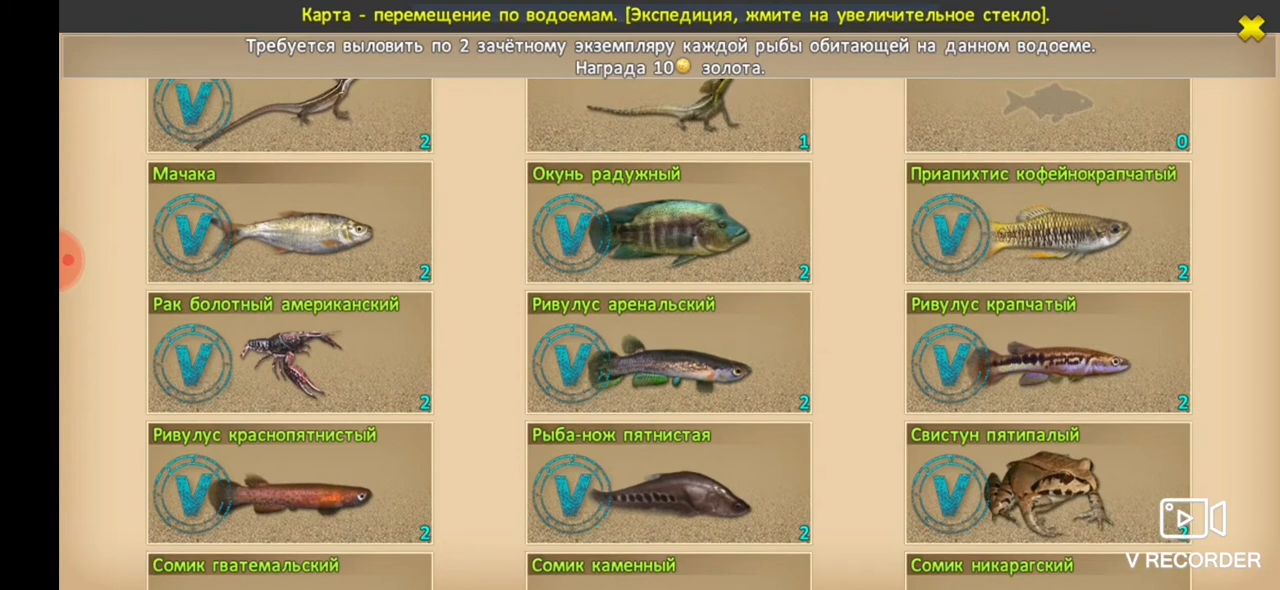 Карта - перемещение по водоемам. [Экспедиция, жмите на увеличительное стекло].
Требуется выловить по 2 зачётному экземпляру каждой рыбы обитающей на данном водоеме.
Награда 10 золота.
V 2
1
0
Мачака
V 2
Окунь радужный
V 2
Приапихтис кофейнокрапчатый
V 2
Рак болотный американский
V 2
Ривулус аренальский
V 2
Ривулус крапчатый
V 2
Ривулус краснопятнистый
V 2
Рыба-нож пятнистая
V 2
Свистун пятипалый
V 2
V RECORDER
Сомик гватемальский
Сомик каменный
Сомик никарагский